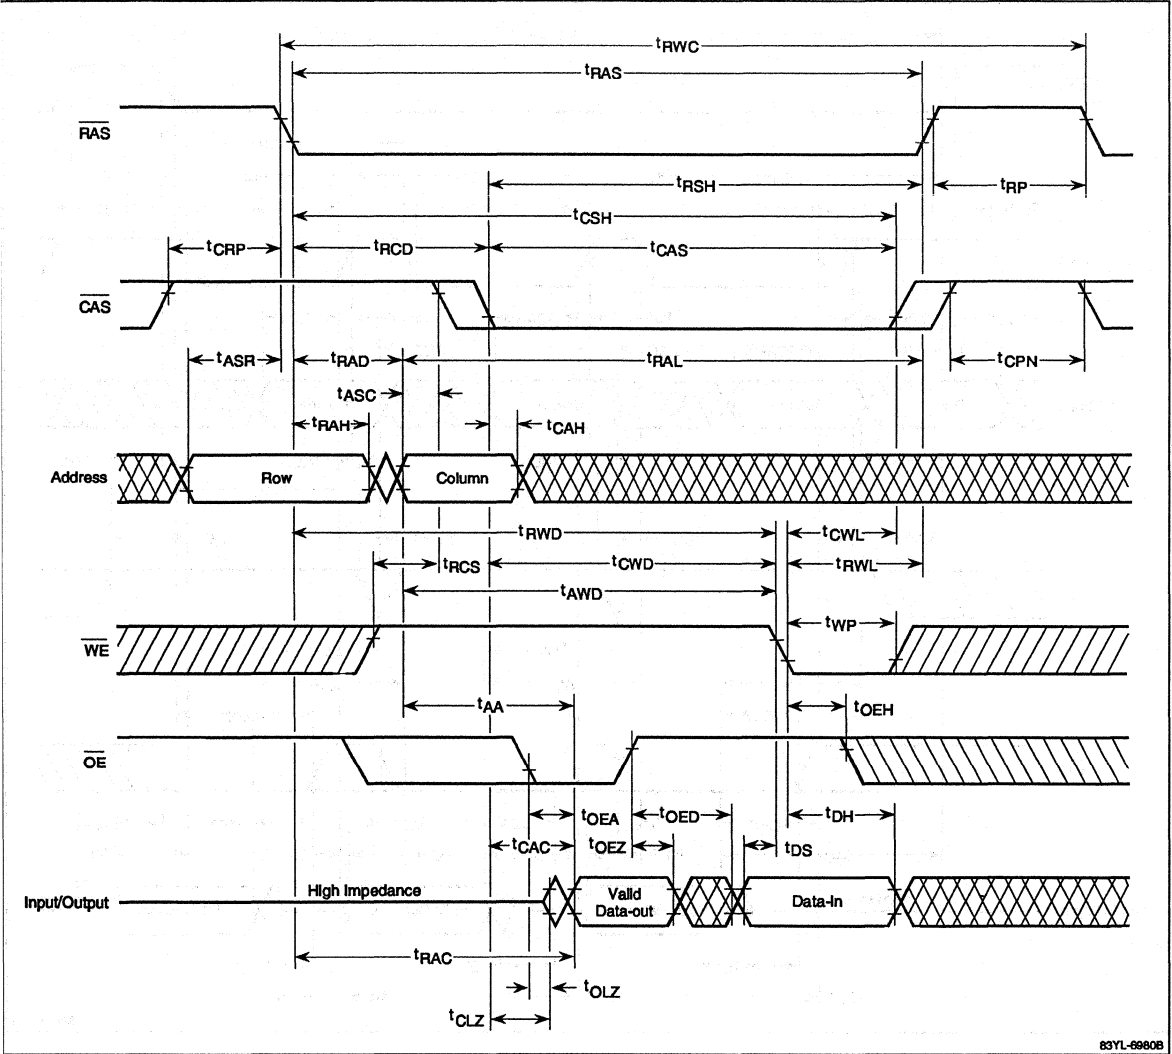 tRWC
tRAS
RAS
tRSH
tRP
tCSH
tCRP
tRCD
tCAS
CAS
tASR
tRAD
tRAL
tCPN
tASC
tRAH
tCAH
Address
Row
Column
tRWD
tCWL
tRCS
tCWD
tRWL
tAWD
tWP
WE
tAA
tOEH
OE
tOEA
tOED
tDH
tCAC
tOEZ
tDS
High Impedance
Input/Output
Valid
Data-out
Data-In
tRAC
tOLZ
tCLZ
83YL-6980B